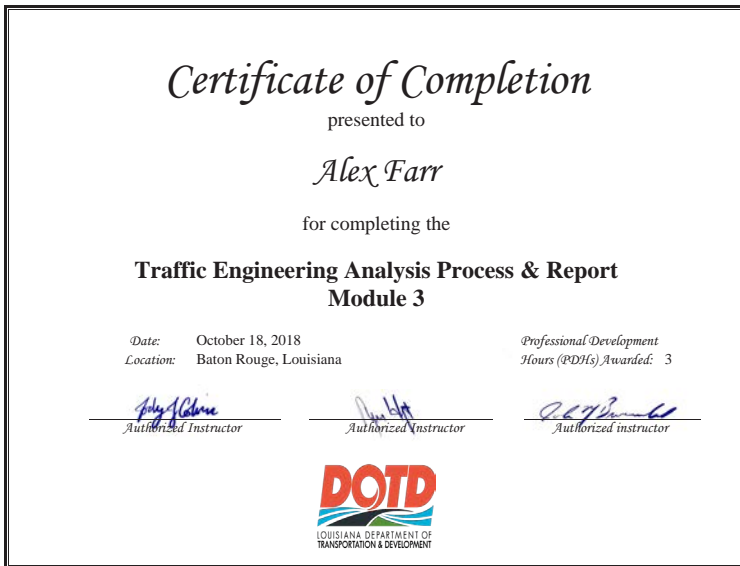 Certificate of Completion
presented to
Alex Farr
for completing the
Traffic Engineering Analysis Process & Report
Module 3
Date: October 18, 2018
Location: Baton Rouge, Louisiana
Professional Development
Hours (PDHs) Awarded: 3
Authorized Instructor
Authorized Instructor
Authorized instructor
DOTD
LOUISIANA DEPARTMENT OF
TRANSPORTATION & DEVELOPMENT